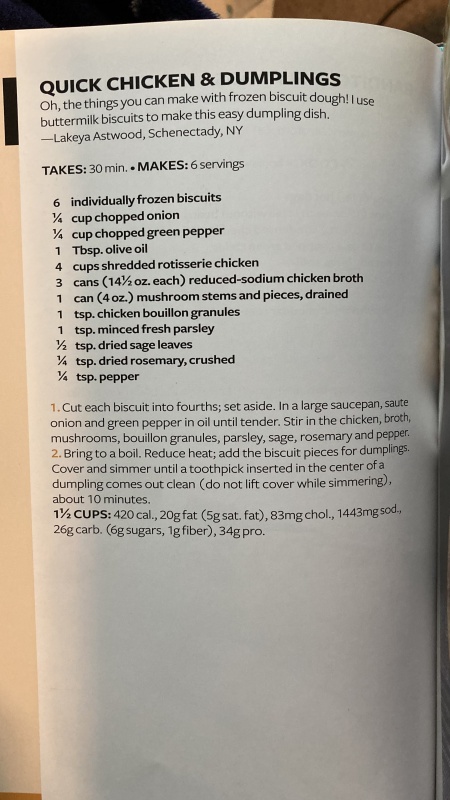 QUICK CHICKEN & DUMPLINGS
Oh, the things you can make with frozen biscuit dough! I use
buttermilk biscuits to make this easy dumpling dish.
—Lakeya Astwood, Schenectady, NY
TAKES: 30 min. • MAKES: 6 servings
6 individually frozen biscuits
¼ cup chopped onion
¼ cup chopped green pepper
1 Tbsp. olive oil
4 cups shredded rotisserie chicken
3 cans (14½ oz. each) reduced-sodium chicken broth
1 can (4 oz.) mushroom stems and pieces, drained
1 tsp. chicken bouillon granules
1 tsp. minced fresh parsley
½ tsp. dried sage leaves
¼ tsp. dried rosemary, crushed
¼ tsp. pepper
1. Cut each biscuit into fourths; set aside. In a large saucepan, saute
onion and green pepper in oil until tender. Stir in the chicken, broth,
mushrooms, bouillon granules, parsley, sage, rosemary and pepper.
2. Bring to a boil. Reduce heat; add the biscuit pieces for dumplings.
Cover and simmer until a toothpick inserted in the center of a
dumpling comes out clean (do not lift cover while simmering),
about 10 minutes.
1½ CUPS: 420 cal., 20g fat (5g sat. fat), 83mg chol., 1443mg sod.,
26g carb. (6g sugars, 1g fiber), 34g pro.